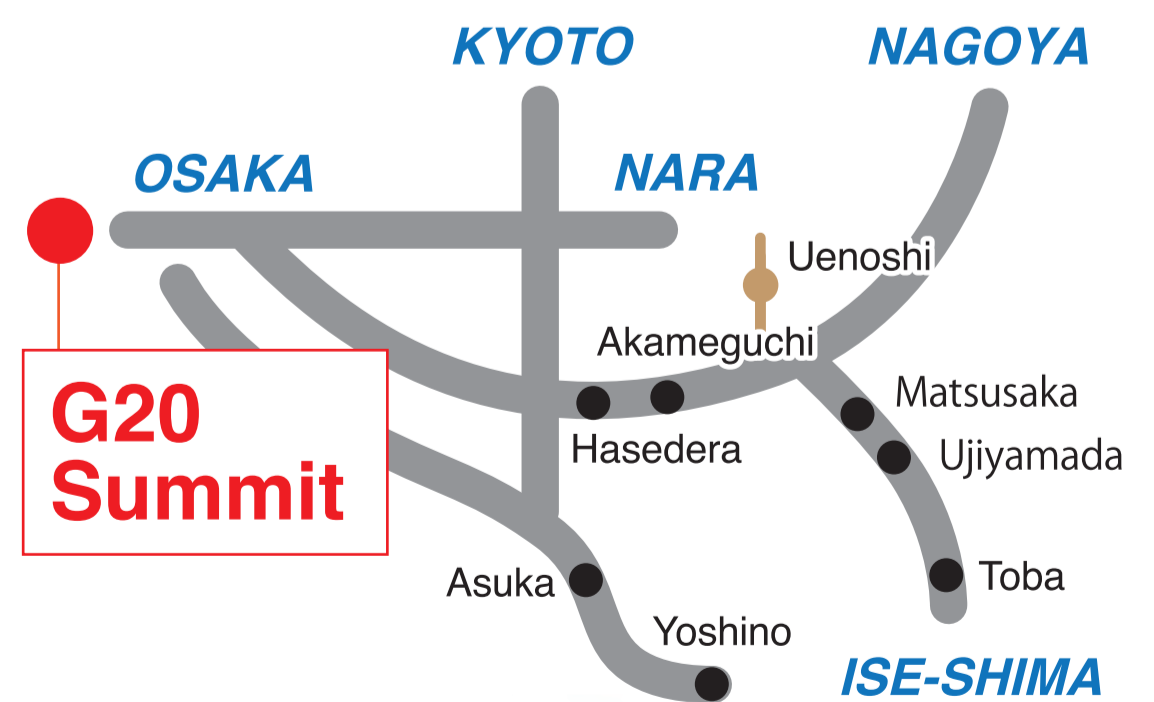 KYOTO
NAGOYA
OSAKA
NARA
Uenoshi
Akameguchi
Matsusaka
Hasedera
Ujiyamada
G20
Summit
Asuka
Toba
Yoshino
ISE-SHIMA